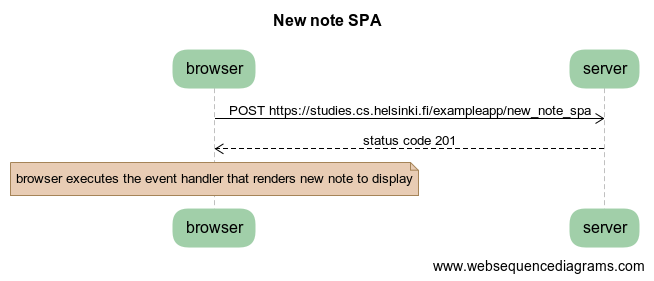 New note SPA
browser server
POST https://studies.cs.helsinki.fi/exampleapp/new_note_spa
status code 201
browser executes the event handler that renders new note to display
browser server
www.websequencediagrams.com